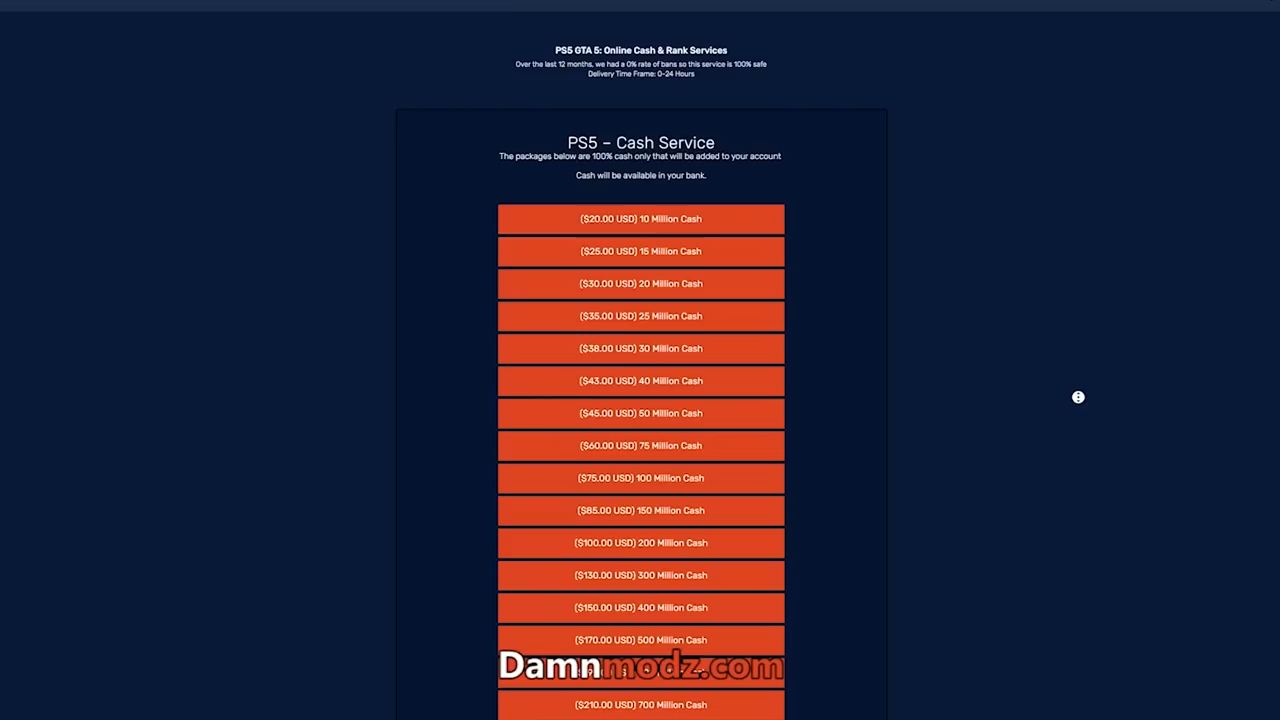 PS5 GTA 5: Online Cash & Rank Services
Over the last 12 months, we had a 0% rate of bans so this service is 100% safe
Delivery Time Frame: 0-24 Hours
PS5 – Cash Service
The packages below are 100% cash only that will be added to your account
Cash will be available in your bank.
($20.00 USD) 10 Million Cash
($25.00 USD) 15 Million Cash
($30.00 USD) 20 Million Cash
($35.00 USD) 25 Million Cash
($38.00 USD) 30 Million Cash
($43.00 USD) 40 Million Cash
($45.00 USD) 50 Million Cash
($60.00 USD) 75 Million Cash
($75.00 USD) 100 Million Cash
($85.00 USD) 150 Million Cash
($100.00 USD) 200 Million Cash
($130.00 USD) 300 Million Cash
($150.00 USD) 400 Million Cash
($170.00 USD) 500 Million Cash
Damnmodz.com
($210.00 USD) 700 Million Cash